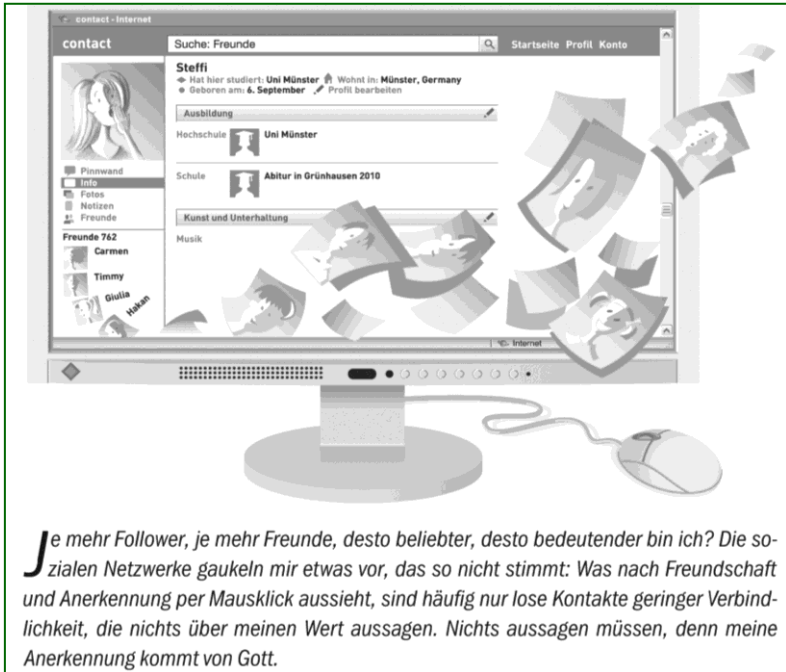 contact - Internet
contact
Suche: Freunde
Startseite Profil Konto
Steffi
Hat hier studiert: Uni Münster Wohnt in: Münster, Germany
Geboren am: 6. September Profil bearbeiten
Ausbildung
Hochschule Uni Münster
Schule Abitur in Grünhausen 2010
Kunst und Unterhaltung
Musik
Pinnwand
Info
Fotos
Notizen
Freunde
Freunde 762
Carmen
Timmy
Giulia
Hakan
Internet
Je mehr Follower, je mehr Freunde, desto beliebter, desto bedeutender bin ich? Die so-
zialen Netzwerke gaukeln mir etwas vor, das so nicht stimmt: Was nach Freundschaft
und Anerkennung per Mausklick aussieht, sind häufig nur lose Kontakte geringer Verbind-
lichkeit, die nichts über meinen Wert aussagen. Nichts aussagen müssen, denn meine
Anerkennung kommt von Gott.